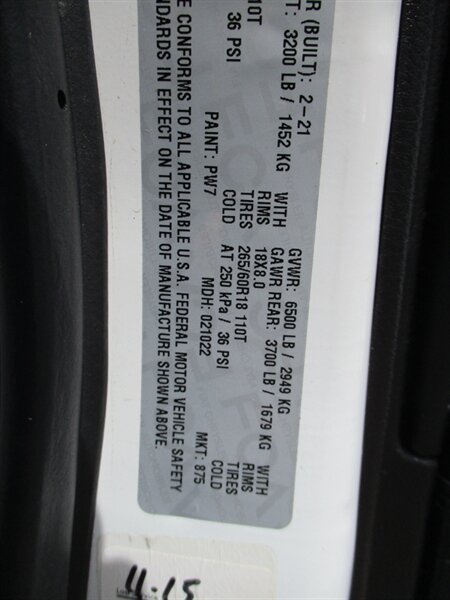 R (BUILT): 2-21 GVWR: 6500 LB / 2949 KG
T: 3200 LB / 1452 KG WITH GAWR REAR: 3700 LB / 1679 KG WITH
RIMS 18X8.0 RIMS
110T TIRES 265/60R18 110T TIRES
36 PSI COLD AT 250 kPa / 36 PSI COLD
PAINT: PW7 MDH: 021022 MKT: 875
E CONFORMS TO ALL APPLICABLE U.S.A. FEDERAL MOTOR VEHICLE SAFETY
NDARDS IN EFFECT ON THE DATE OF MANUFACTURE SHOWN ABOVE.
11-15